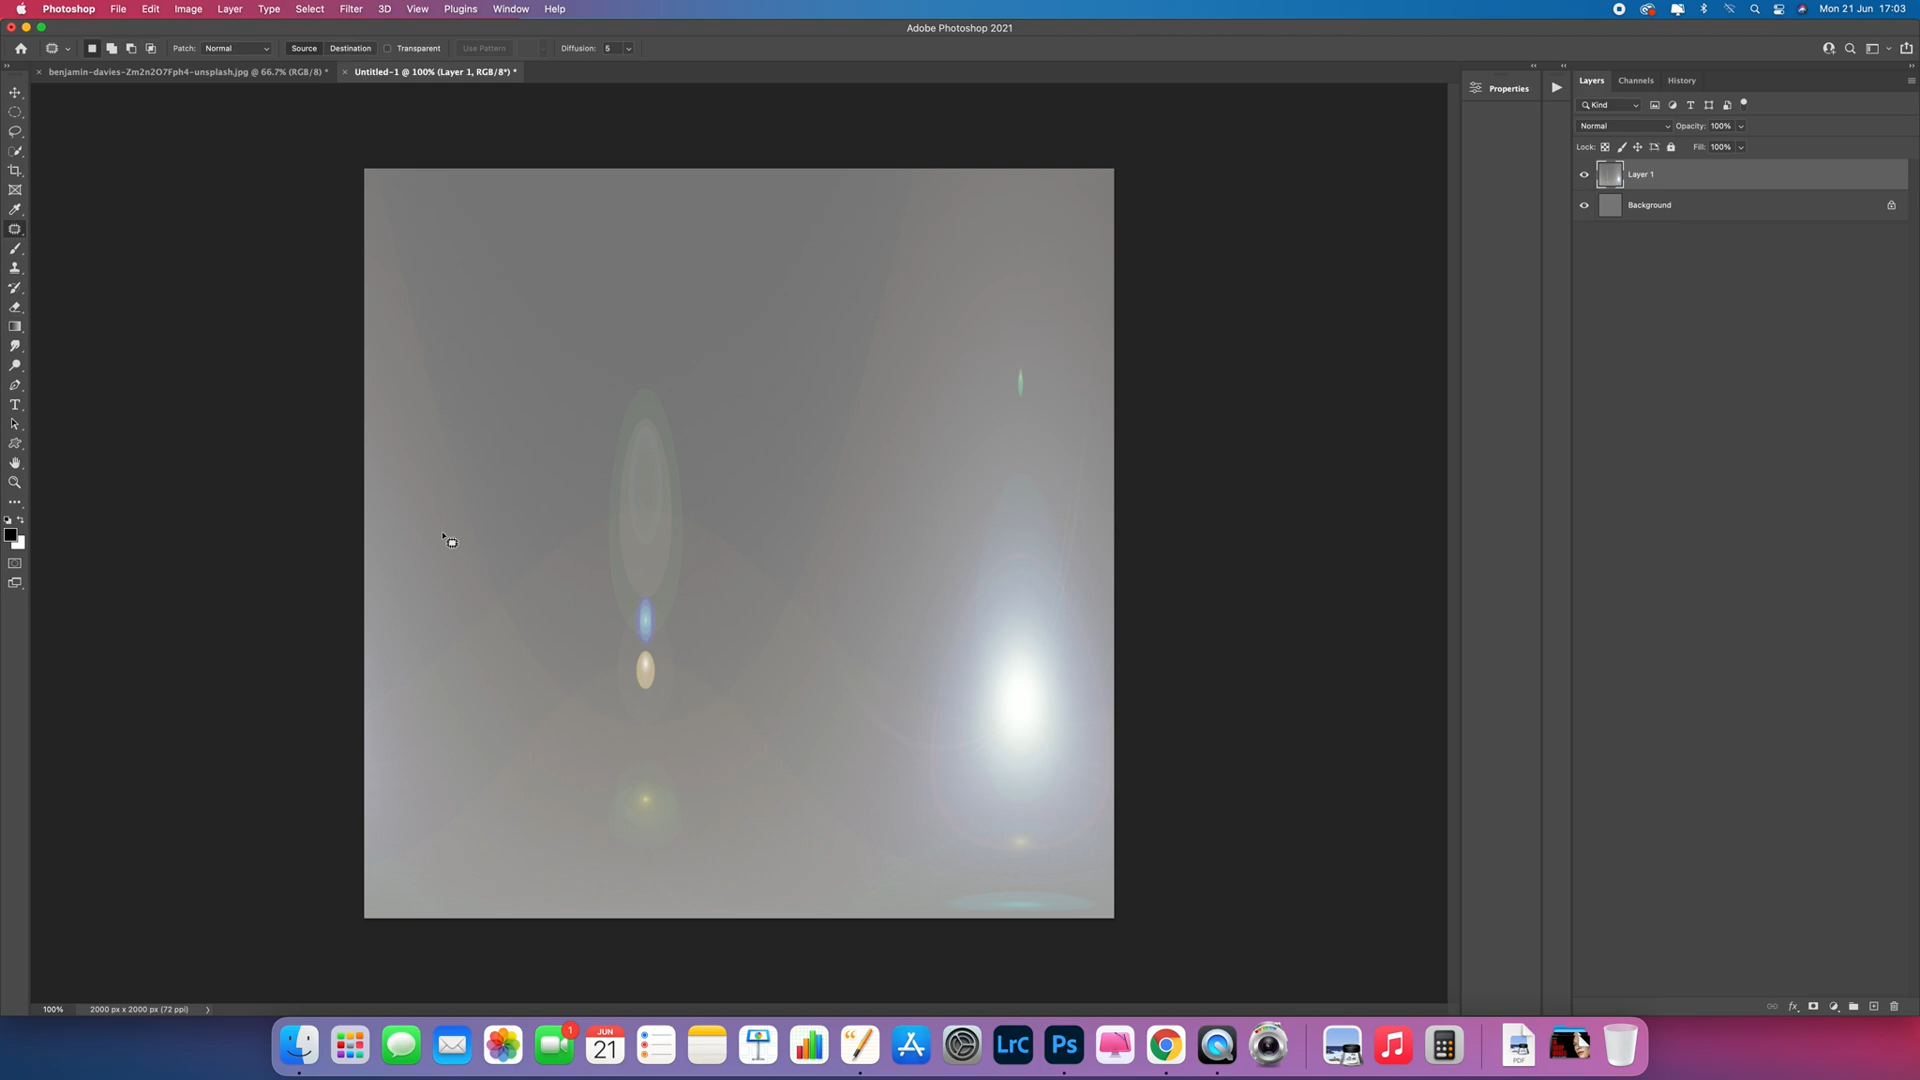 Photoshop File Edit Image Layer Type Select Filter 3D View Plugins Window Help Mon 21 Jun 17:03
Adobe Photoshop 2021
Patch: Normal Source Destination Transparent Use Pattern Diffusion: 5
benjamin-davies-Zm2n2O7Fph4-unsplash.jpg @ 66.7% (RGB/8) * Untitled-1 @ 100% (Layer 1, RGB/8*) *
Properties
Layers Channels History
Kind
Normal Opacity: 100%
Lock: Fill: 100%
Layer 1
Background
100% 2000 px x 2000 px (72 ppi)
1
JUN
21
LrC
Ps
PDF